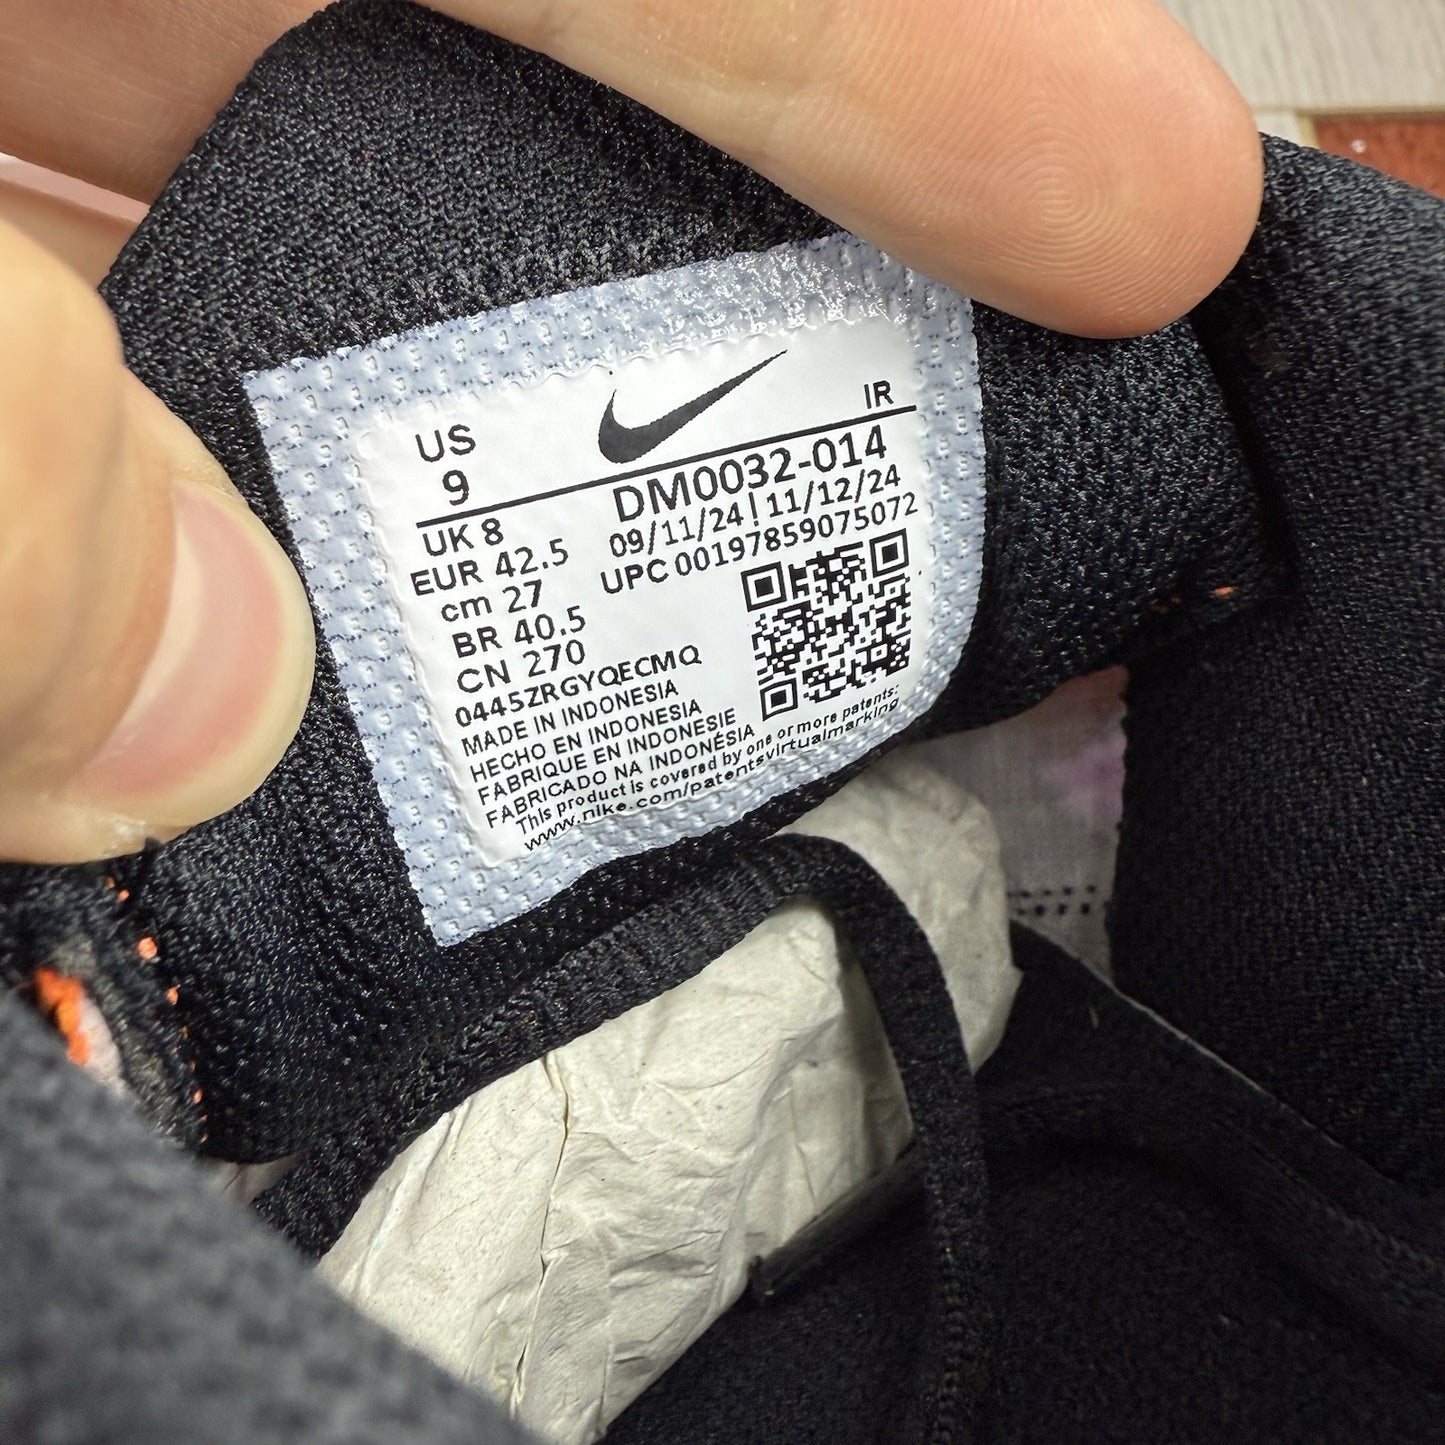 IR
US
9
DM0032-014
09/11/24 | 11/12/24
UPC 00197859075072
UK 8
EUR 42.5
cm 27
BR 40.5
CN 270
0445ZRGYQECMQ
MADE IN INDONESIA
HECHO EN INDONESIA
FABRIQUE EN INDONESIE
FABRICADO NA INDONÉSIA
This product is covered by one or more patents:
www.nike.com/patentsvirtualmarking